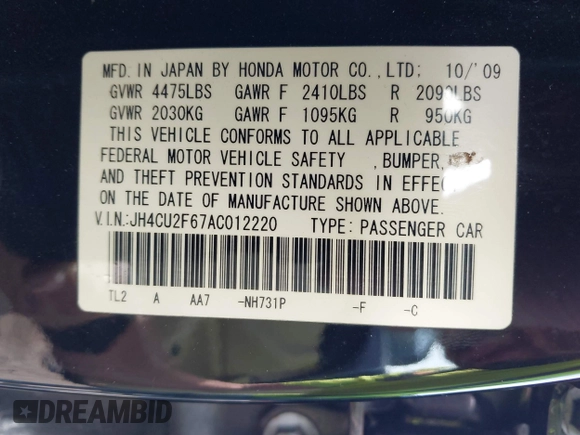 MFD. IN JAPAN BY HONDA MOTOR CO., LTD: 10/'09
GVWR 4475LBS GAWR F 2410LBS R LBS
GVWR 2030KG GAWR F 1095KG R 950KG
THIS VEHICLE CONFORMS TO ALL APPLICABLE
FEDERAL MOTOR VEHICLE SAFETY , BUMPER,
AND THEFT PREVENTION STANDARDS IN EFFECT
ON THE DATE OF MANUFACTURE SHOWN ABOVE.
V.I.N.:JH4CU2F67AC012220 TYPE: PASSENGER CAR
TL2 A AA7 -NH731P -F -C
DREAMBID